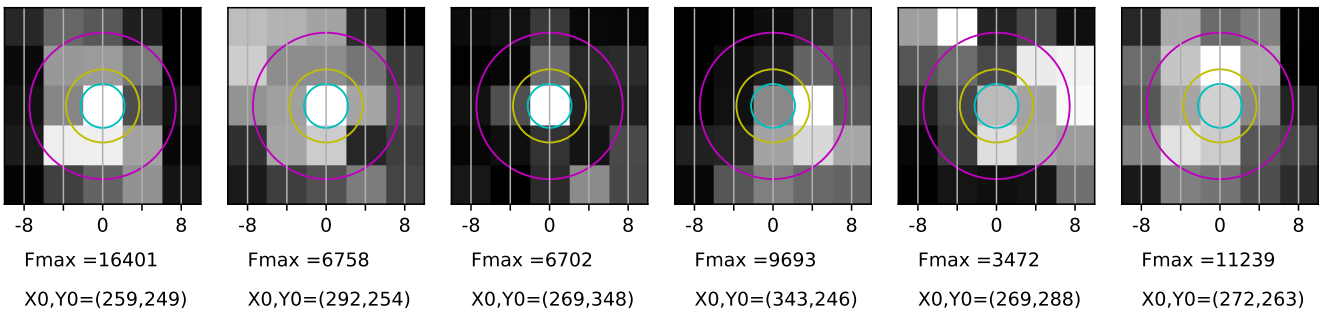 -8 0 8 -8 0 8 -8 0 8 -8 0 8 -8 0 8 -8 0 8
Fmax =16401 Fmax =6758 Fmax =6702 Fmax =9693 Fmax =3472 Fmax =11239
X0,Y0=(259,249) X0,Y0=(292,254) X0,Y0=(269,348) X0,Y0=(343,246) X0,Y0=(269,288) X0,Y0=(272,263)